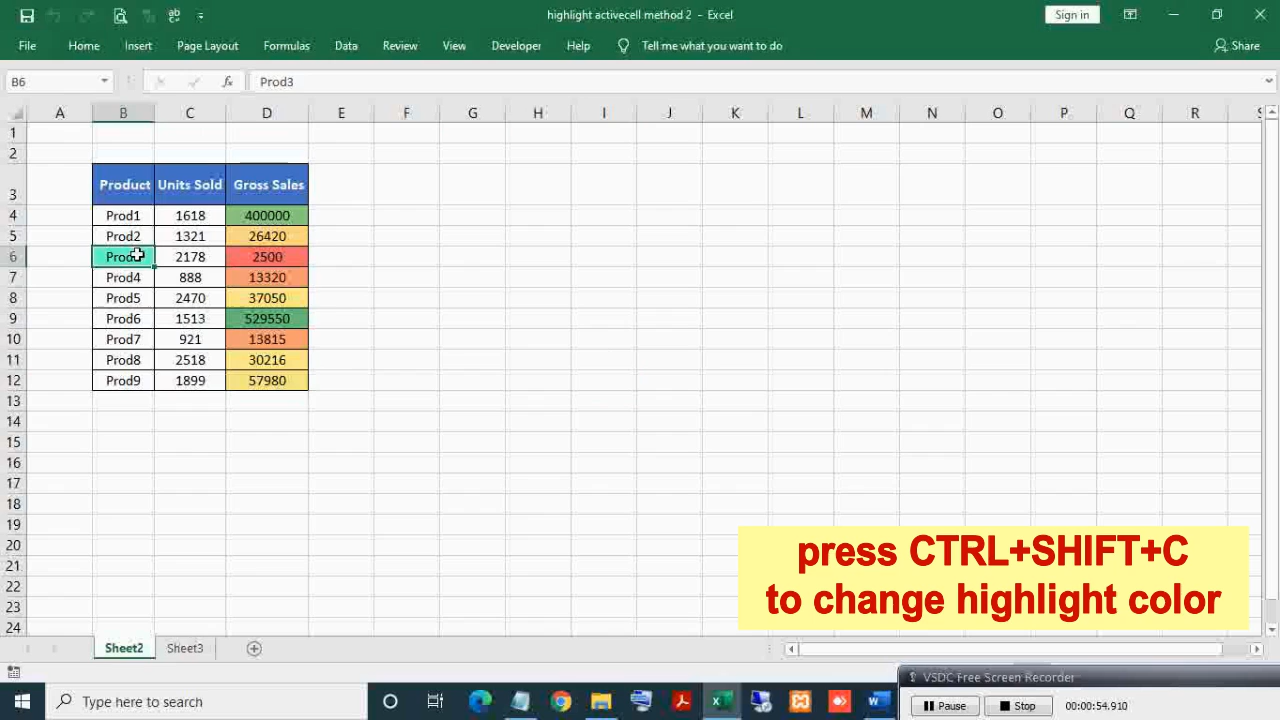 highlight activecell method 2 - Excel
Sign in
File Home Insert Page Layout Formulas Data Review View Developer Help Tell me what you want to do Share
B6 fx Prod3
A B C D E F G H I J K L M N O P Q R
1
2
3 Product Units Sold Gross Sales
4 Prod1 1618 400000
5 Prod2 1321 26420
6 Prod 2178 2500
7 Prod4 888 13320
8 Prod5 2470 37050
9 Prod6 1513 529550
10 Prod7 921 13815
11 Prod8 2518 30216
12 Prod9 1899 57980
13
14
15
16
17
18
19
20
21
22
23
24
press CTRL+SHIFT+C
to change highlight color
Sheet2 Sheet3
VSDC Free Screen Recorder
Type here to search
Pause Stop 00:00:54.910